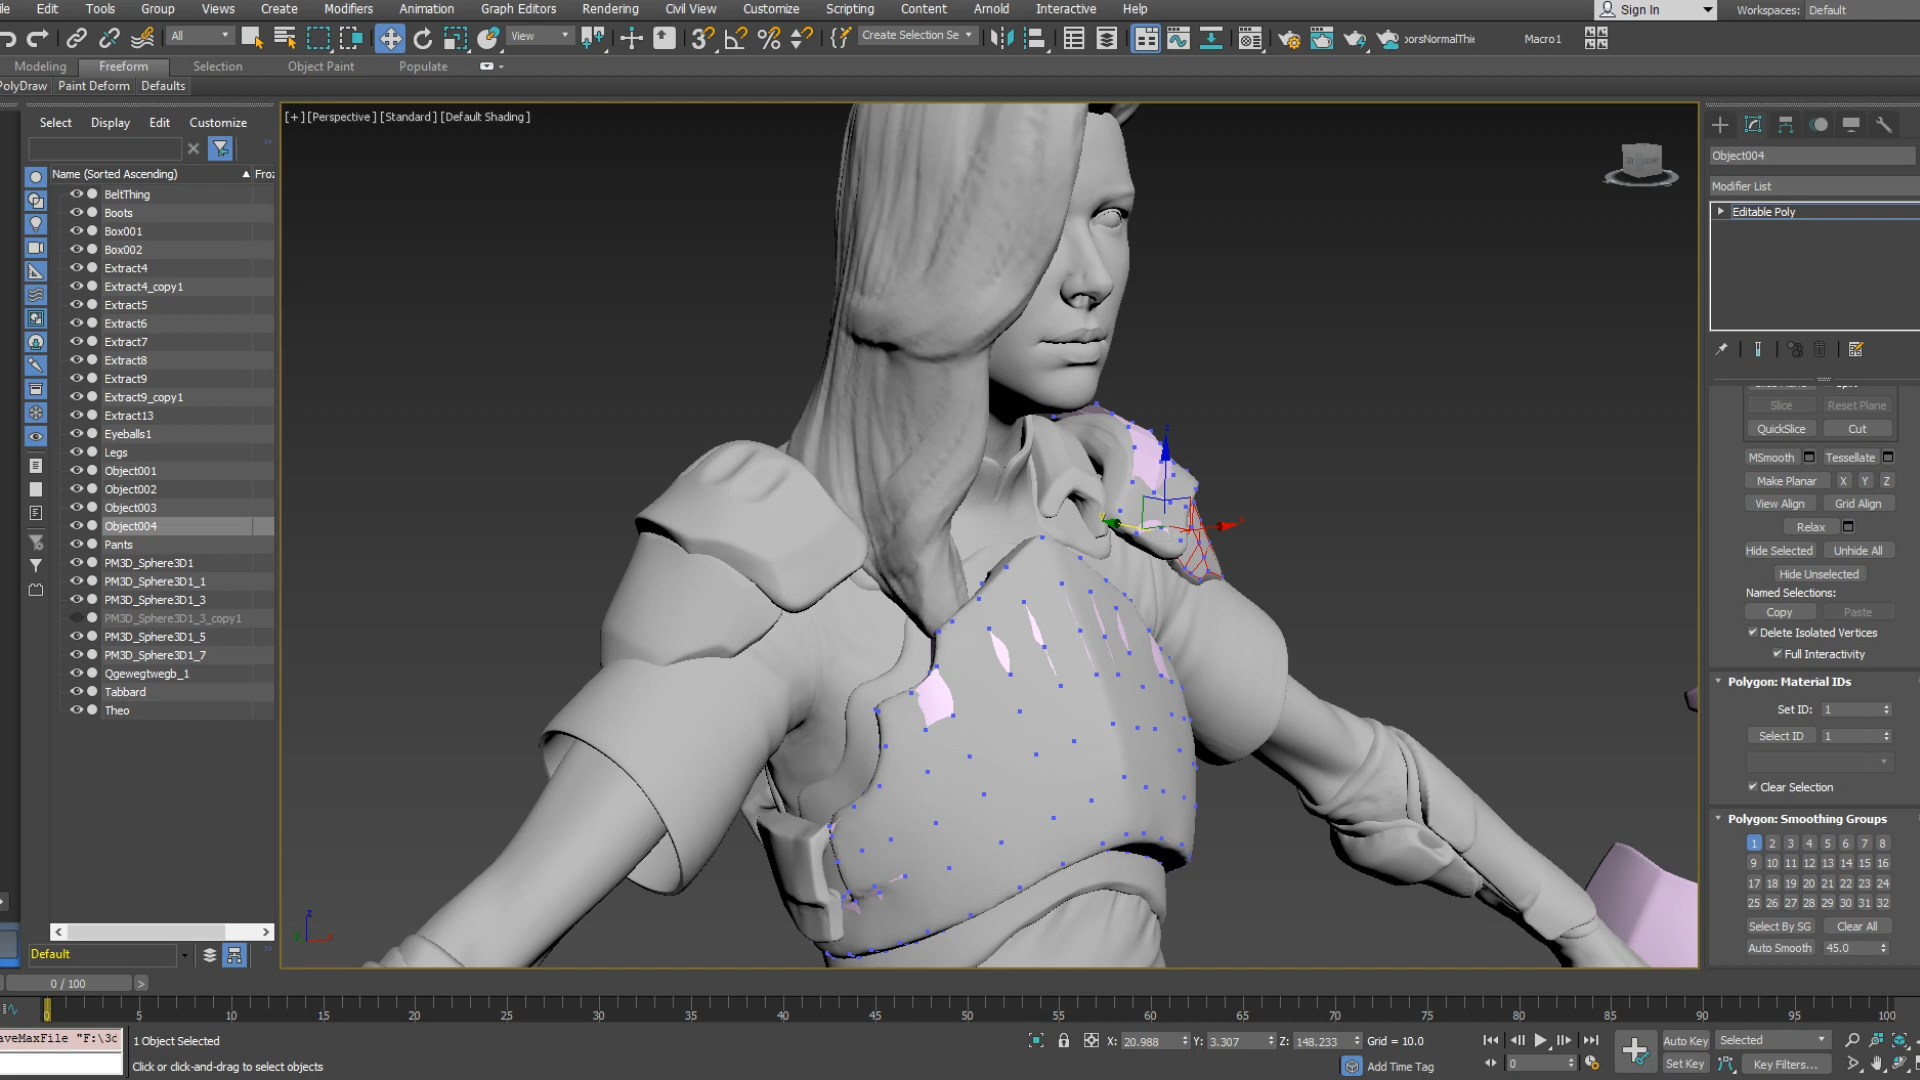 Edit Tools Group Views Create Modifiers Animation Graph Editors Rendering Civil View Customize Scripting Content Arnold Interactive Help
Sign In Workspaces: Default
All View Create Selection Se Macro1
Modeling Freeform Selection Object Paint Populate
PolyDraw Paint Deform Defaults
Select Display Edit Customize
Name (Sorted Ascending) Froz
BeltThing
Boots
Box001
Box002
Extract4
Extract4_copy1
Extract5
Extract6
Extract7
Extract8
Extract9
Extract9_copy1
Extract13
Eyeballs1
Legs
Object001
Object002
Object003
Object004
Pants
PM3D_Sphere3D1
PM3D_Sphere3D1_1
PM3D_Sphere3D1_3
PM3D_Sphere3D1_3_copy1
PM3D_Sphere3D1_5
PM3D_Sphere3D1_7
Qgewegtwegb_1
Tabbard
Theo
Default
[+] [Perspective] [Standard] [Default Shading]
Object004
Modifier List
Editable Poly
Slice Reset Plane
QuickSlice Cut
MSmooth Tessellate
Make Planar X Y Z
View Align Grid Align
Relax
Hide Selected Unhide All
Hide Unselected
Named Selections:
Copy Paste
Delete Isolated Vertices
Full Interactivity
Polygon: Material IDs
Set ID: 1
Select ID 1
Clear Selection
Polygon: Smoothing Groups
1 2 3 4 5 6 7 8
9 10 11 12 13 14 15 16
17 18 19 20 21 22 23 24
25 26 27 28 29 30 31 32
Select By SG Clear All
Auto Smooth 45.0
0 / 100 >
0 5 10 15 20 25 30 35 40 45 50 55 60 65 70 75 80 85 90 95 100
aveMaxFile "F:\3c 1 Object Selected X: 20.988 Y: 3.307 Z: 148.233 Grid = 10.0 Auto Key Selected
Click or click-and-drag to select objects Add Time Tag 0 Set Key Key Filters...